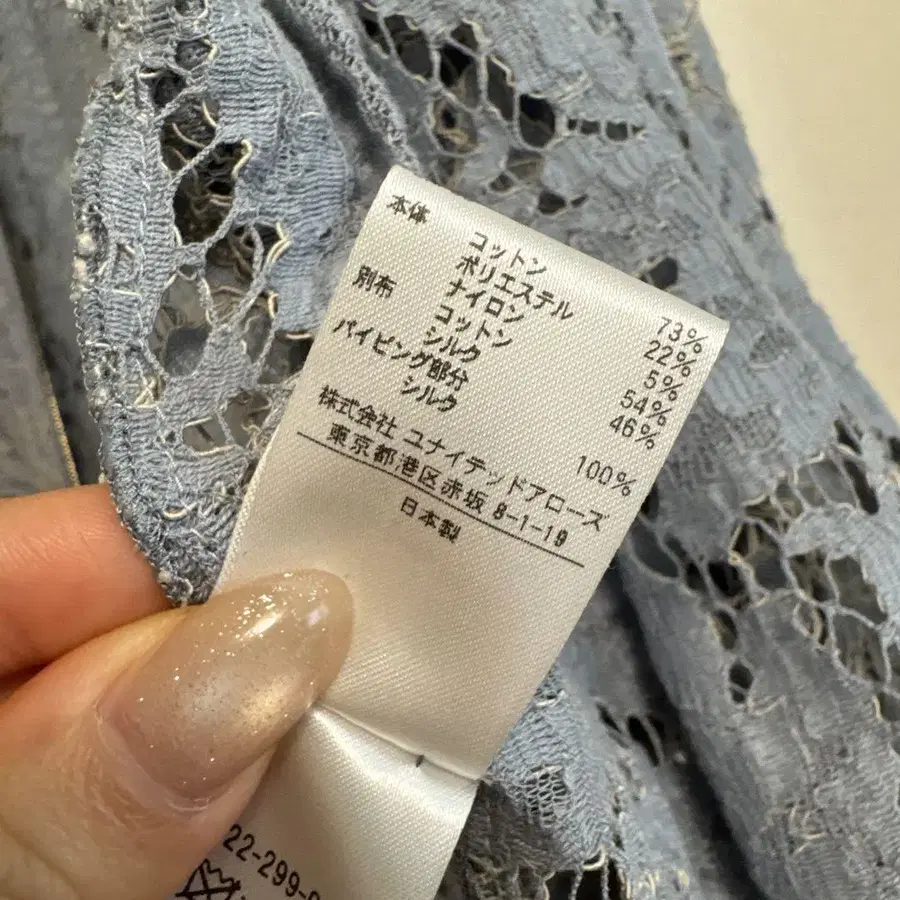 本体 コットン 73%
ポリエステル 22%
ナイロン 5%
別布 コットン 54%
シルク 46%
パイピング部分
シルク 100%
株式会社 ユナイテッドアローズ
東京都港区赤坂 8-1-19
日本製
22-299-